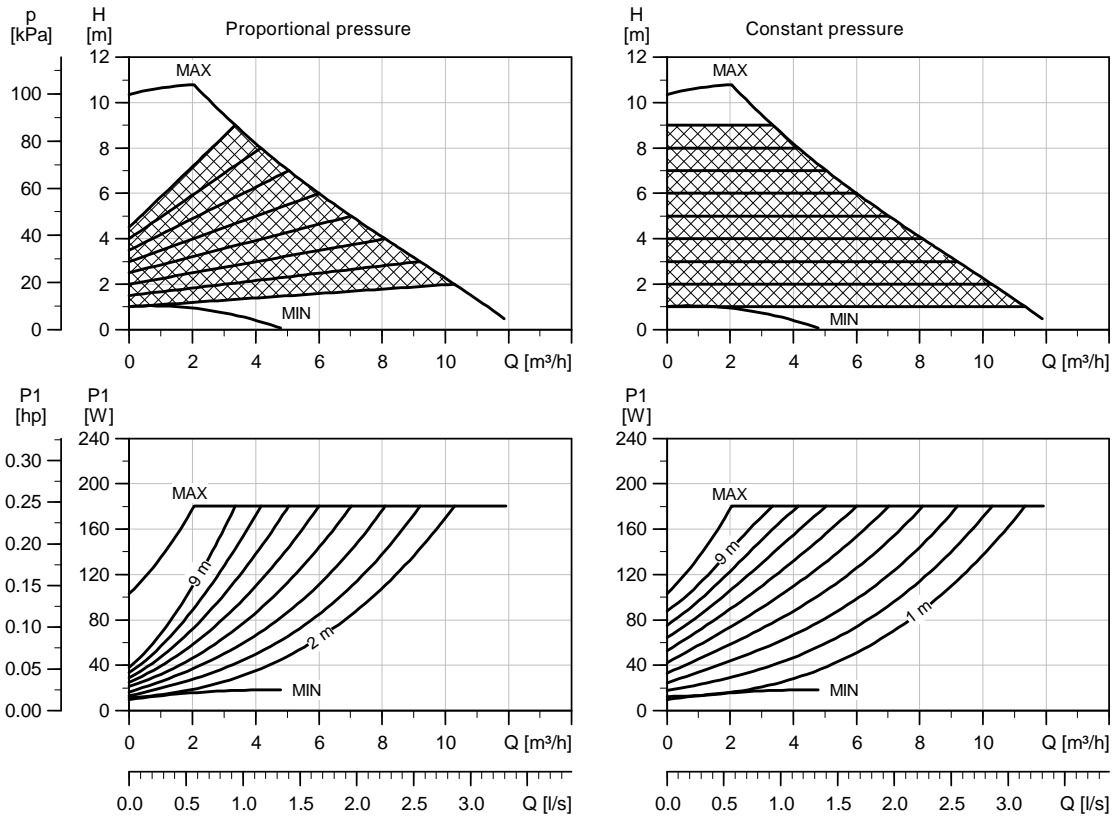 p
[kPa]
H
[m]
Proportional pressure
12
10
8
6
4
2
0
100
80
60
40
20
0
MAX
MIN
0 2 4 6 8 10 Q [m³/h]
H
[m]
Constant pressure
12
10
8
6
4
2
0
MAX
MIN
0 2 4 6 8 10 Q [m³/h]
P1
[hp]
P1
[W]
0.30
0.25
0.20
0.15
0.10
0.05
0.00
240
200
160
120
80
40
0
MAX
9 m
2 m
MIN
0 2 4 6 8 10 Q [m³/h]
0.0 0.5 1.0 1.5 2.0 2.5 3.0 Q [l/s]
P1
[W]
240
200
160
120
80
40
0
MAX
9 m
1 m
MIN
0 2 4 6 8 10 Q [m³/h]
0.0 0.5 1.0 1.5 2.0 2.5 3.0 Q [l/s]